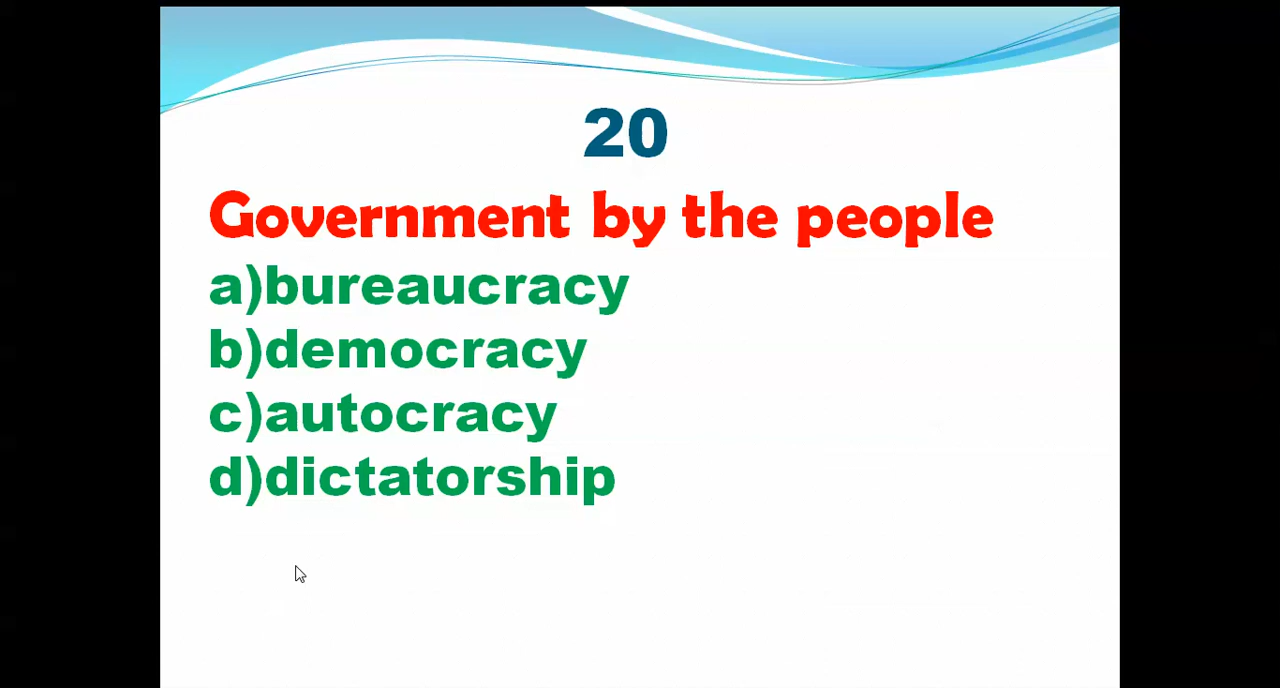 20
Government by the people
a)bureaucracy
b)democracy
c)autocracy
d)dictatorship